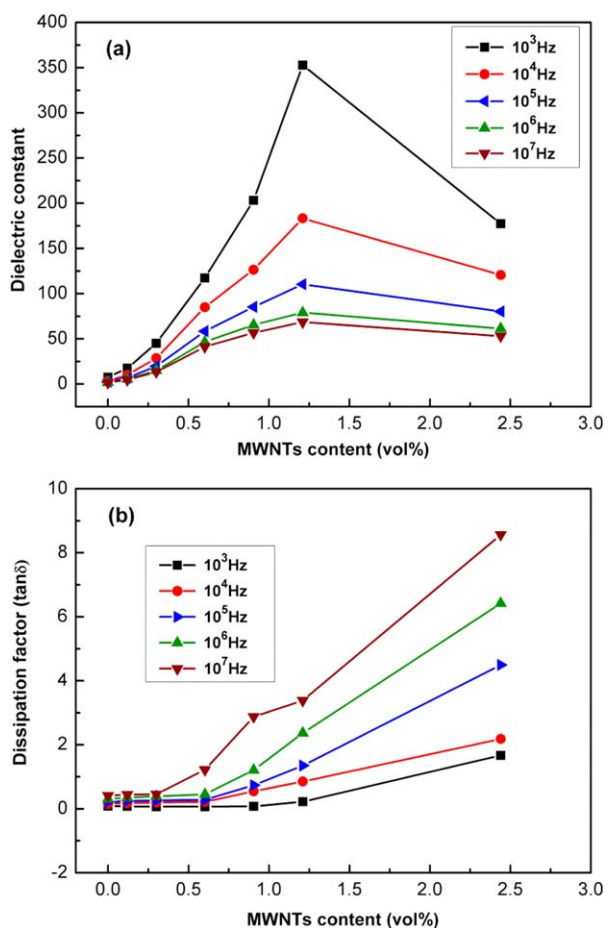 (a)
10³Hz
10⁴Hz
10⁵Hz
10⁶Hz
10⁷Hz
400
350
300
250
200
150
100
50
0
Dielectric constant
0.0 0.5 1.0 1.5 2.0 2.5 3.0
MWNTs content (vol%)
(b)
10³Hz
10⁴Hz
10⁵Hz
10⁶Hz
10⁷Hz
10
8
6
4
2
0
-2
Dissipation factor (tanδ)
0.0 0.5 1.0 1.5 2.0 2.5 3.0
MWNTs content (vol%)